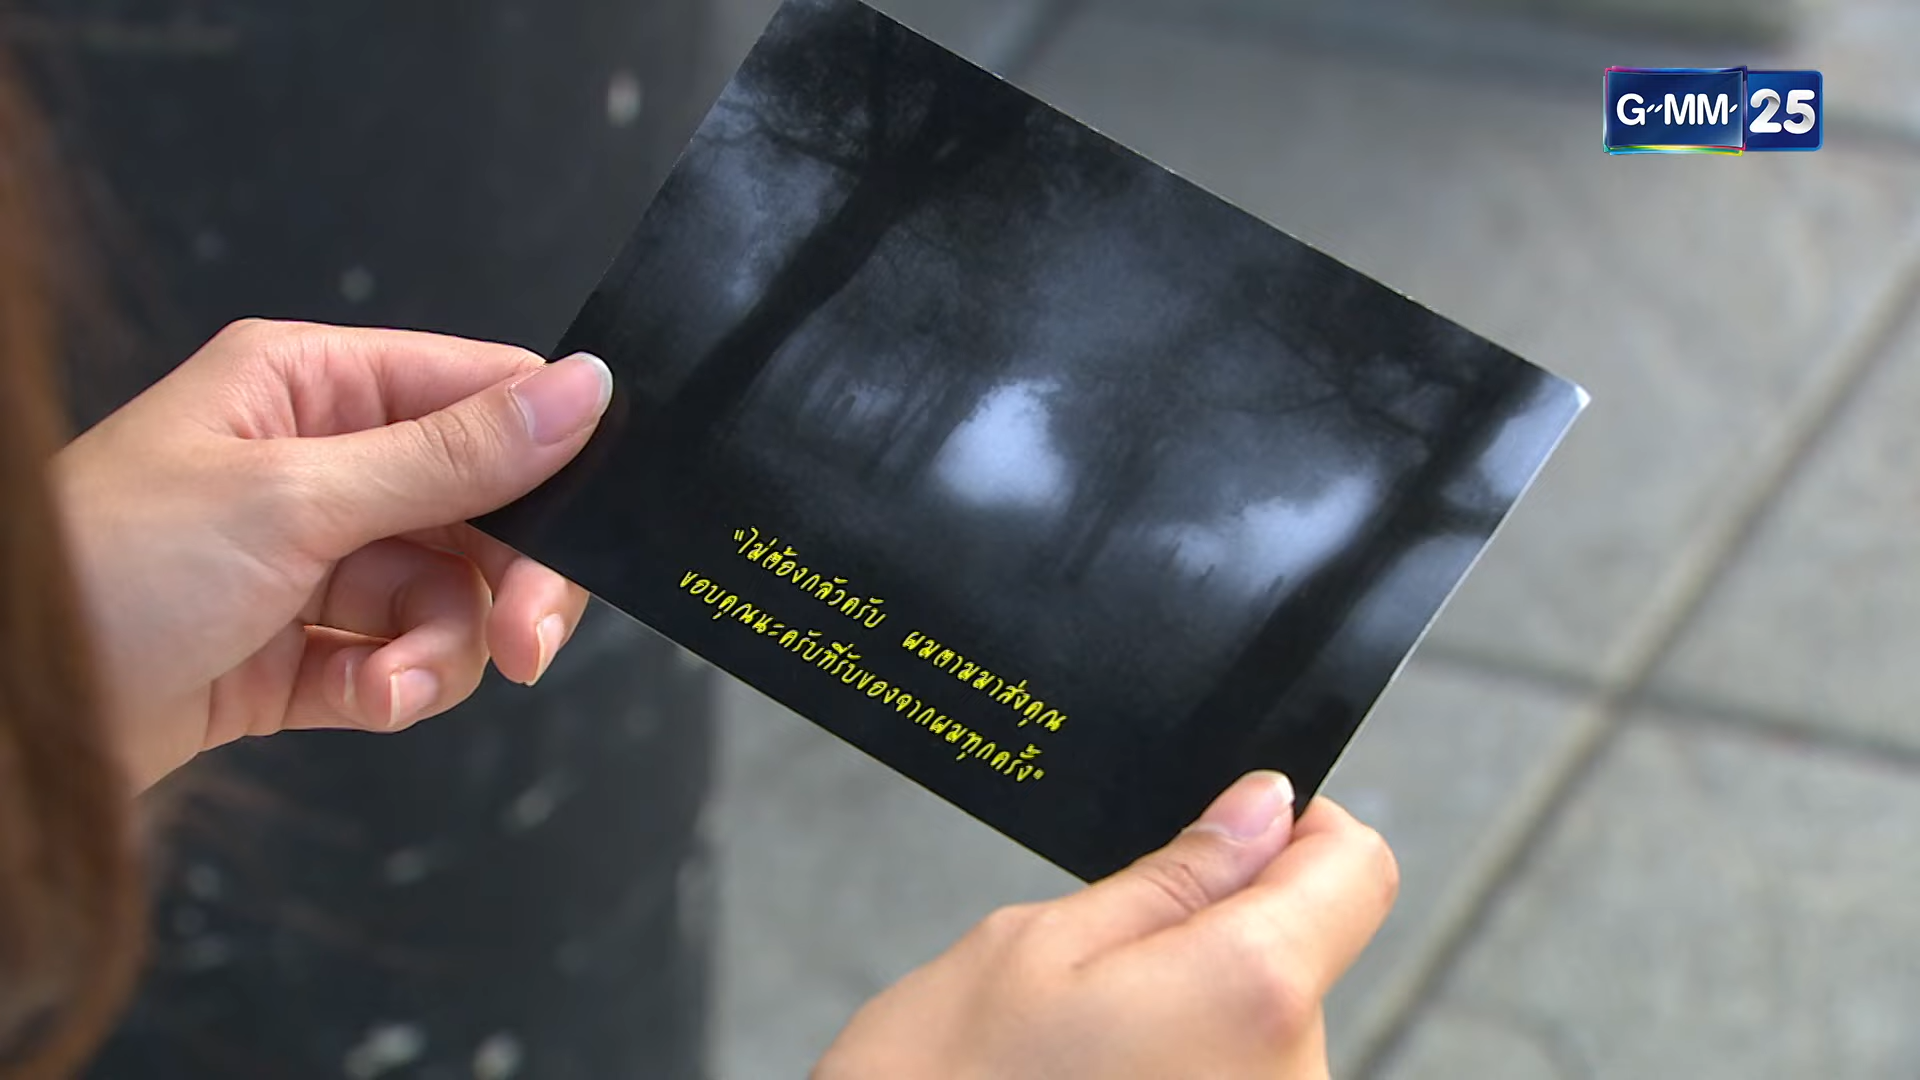 GMM 25
"ไม่ต้องกลัวครับ ผมตามมาส่งคุณ
ขอบคุณนะครับที่รับของจากผมทุกครั้ง"